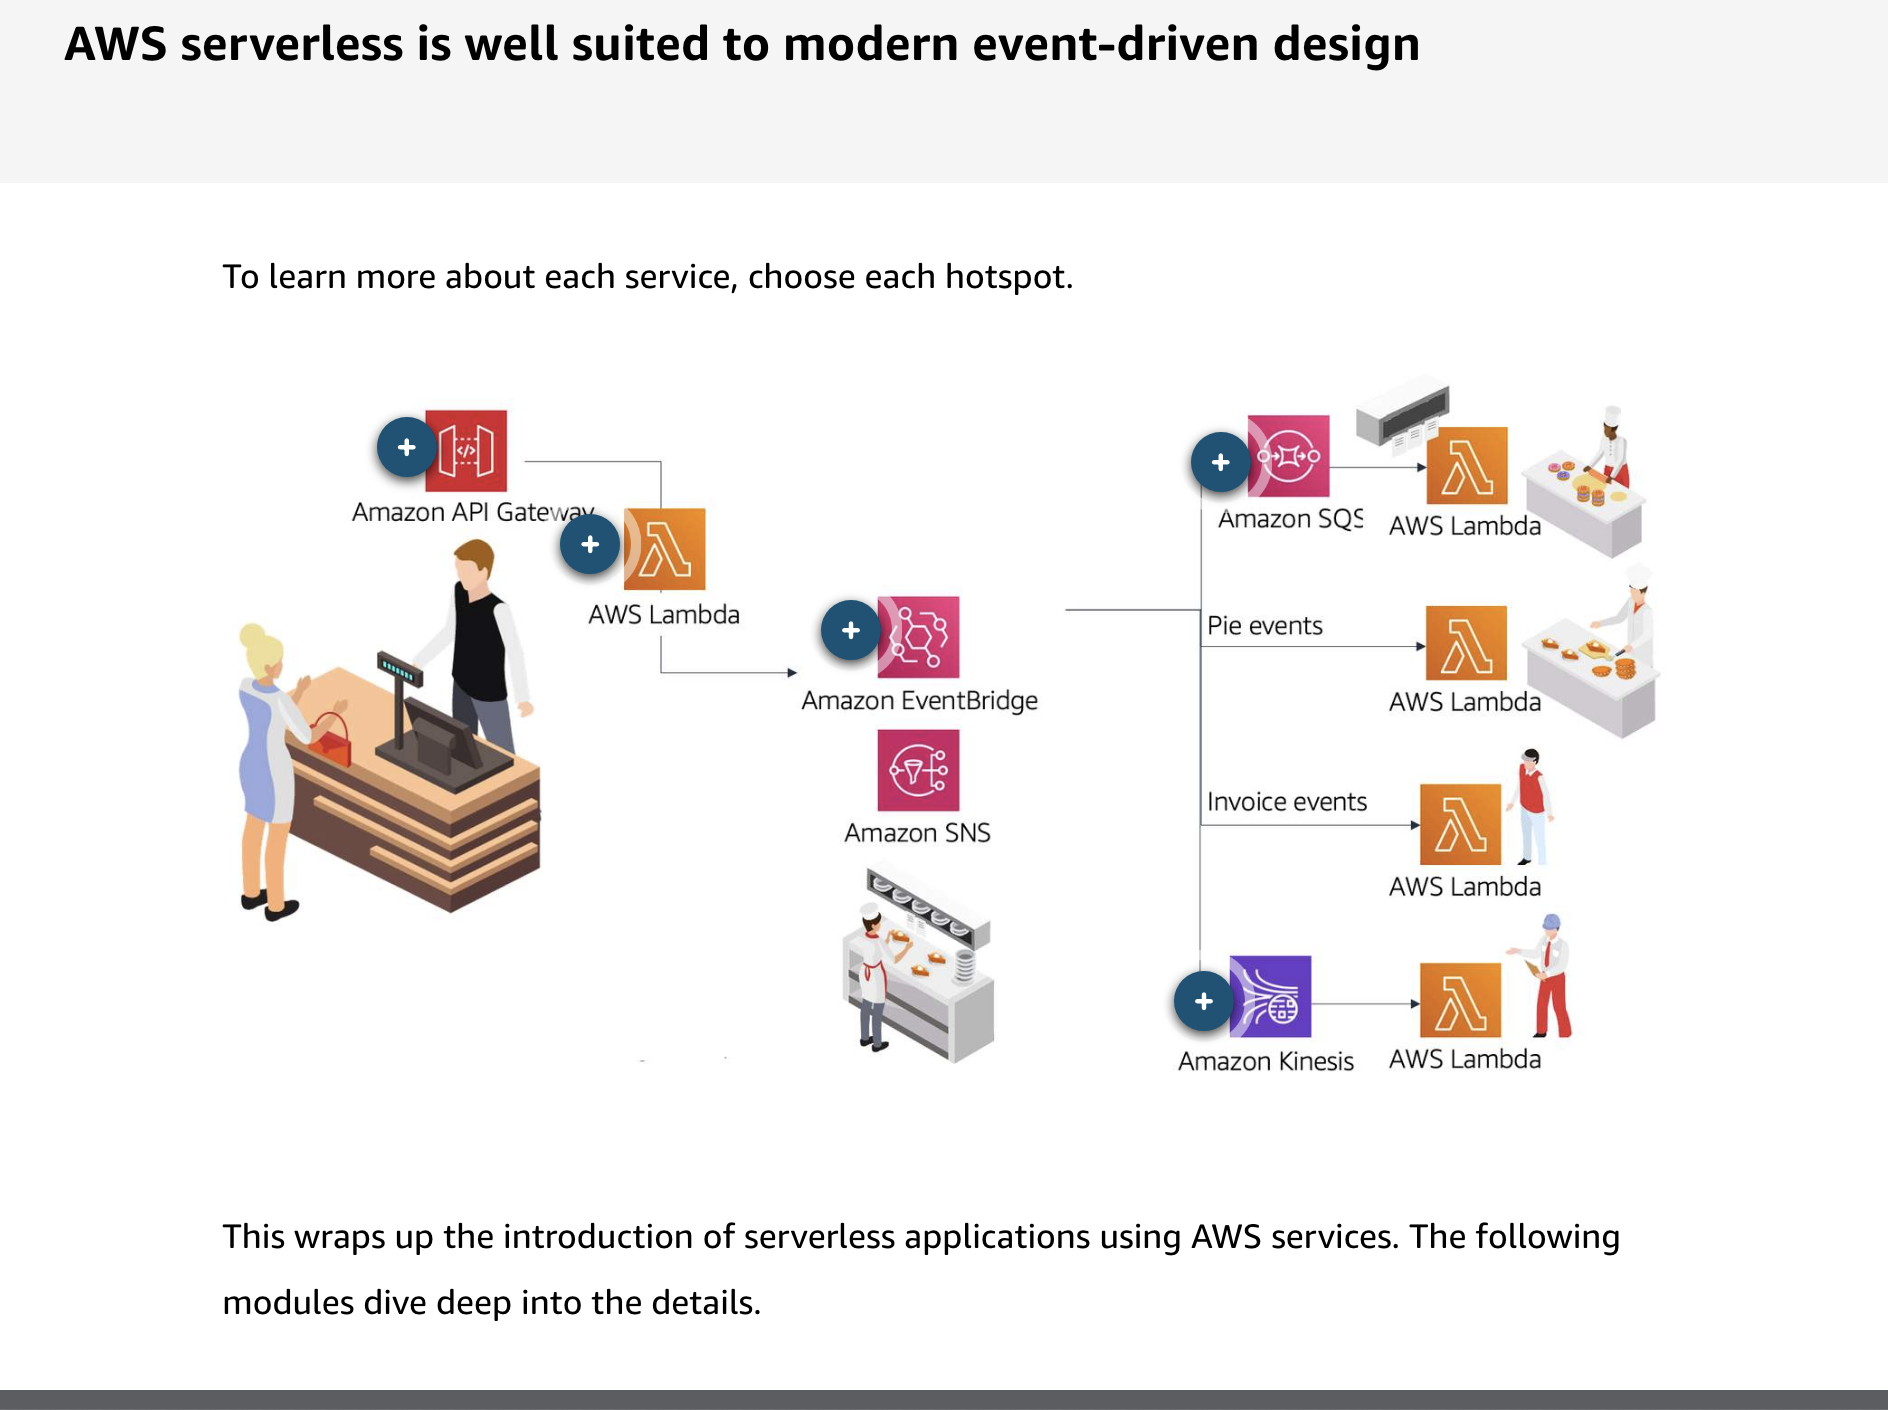 AWS serverless is well suited to modern event-driven design
To learn more about each service, choose each hotspot.
Amazon API Gateway
AWS Lambda
Amazon EventBridge
Amazon SNS
Amazon SQS
AWS Lambda
Pie events
AWS Lambda
Invoice events
AWS Lambda
Amazon Kinesis
AWS Lambda
This wraps up the introduction of serverless applications using AWS services. The following
modules dive deep into the details.